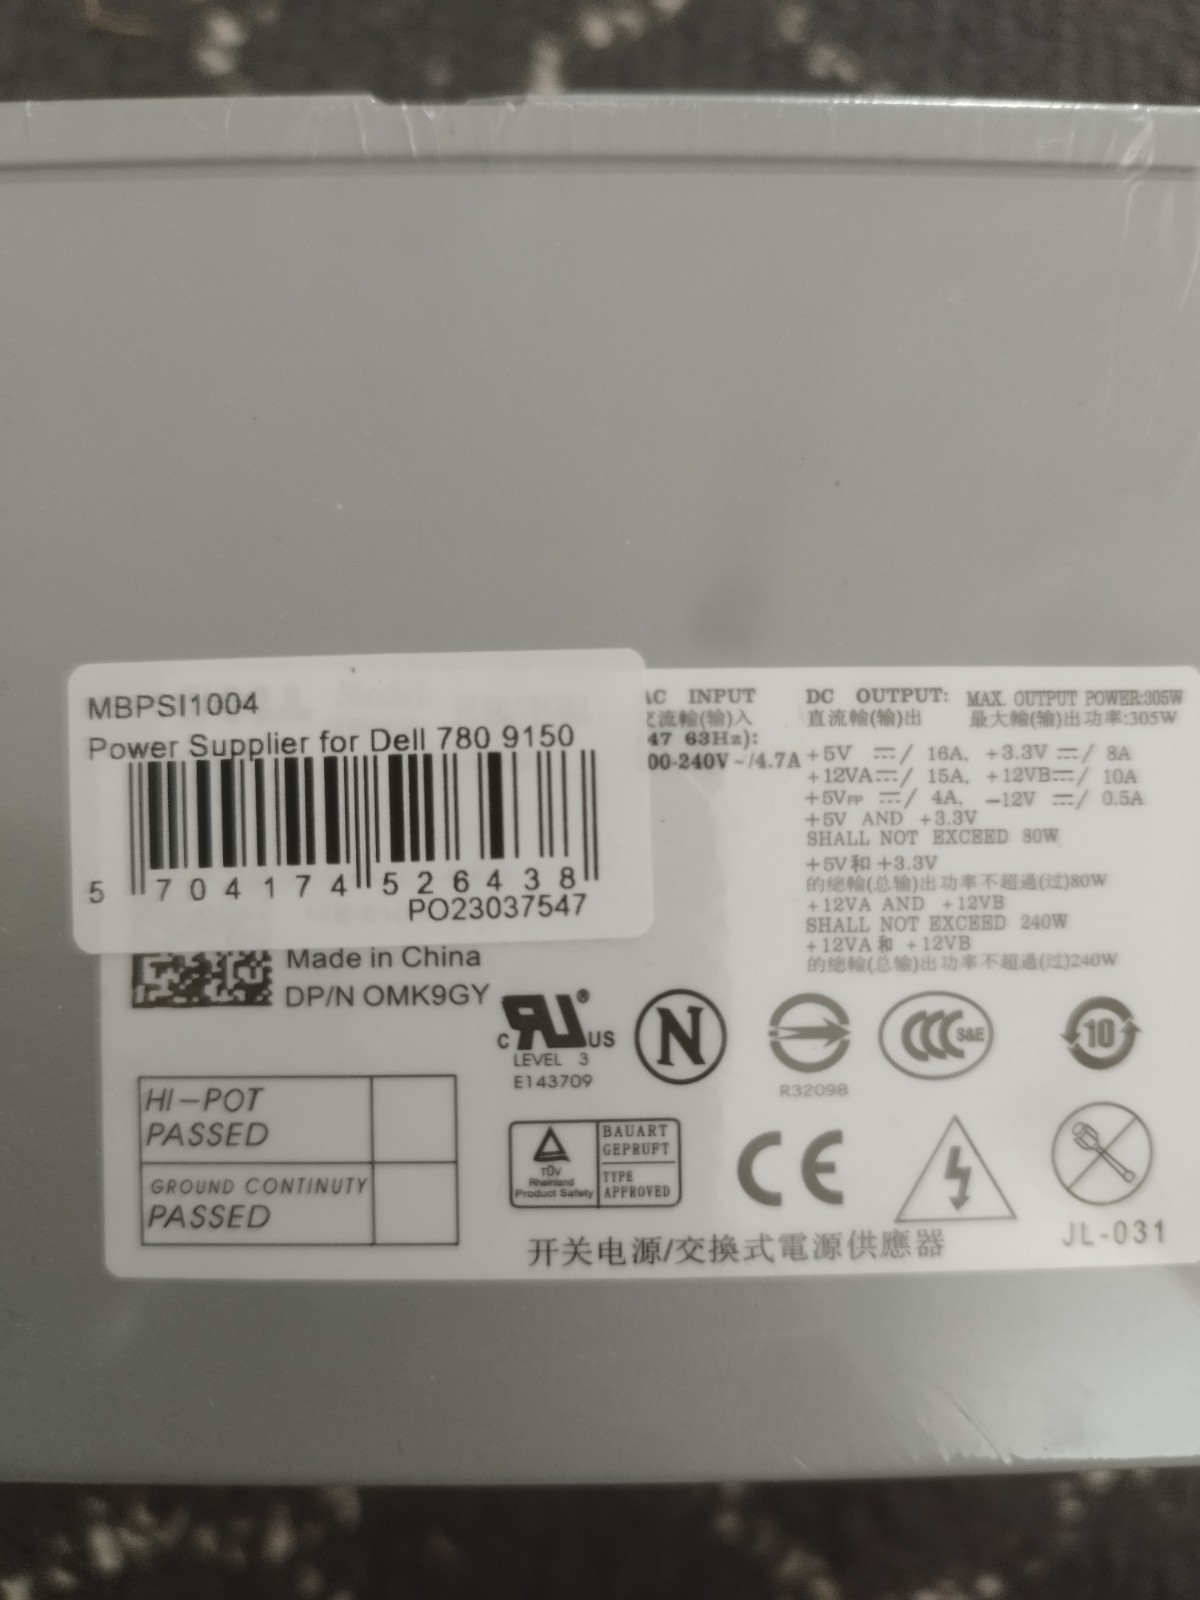 MBPSI1004
Power Supplier for Dell 780 9150
5 704174 526438
PO23037547
Made in China
DP/N OMK9GY
HI-POT
PASSED
GROUND CONTINUTY
PASSED
AC INPUT
交流輸(输)入
47 63Hz):
00-240V~/4.7A
DC OUTPUT: MAX. OUTPUT POWER:305W
直流輸(输)出 最大輸(输)出功率:305W
+5V ⎓/ 16A, +3.3V ⎓/ 8A
+12VA⎓/ 15A, +12VB⎓/ 10A
+5VFP ⎓/ 4A, -12V ⎓/ 0.5A
+5V AND +3.3V
SHALL NOT EXCEED 80W
+5V和+3.3V
的總輸(总输)出功率不超過(过)80W
+12VA AND +12VB
SHALL NOT EXCEED 240W
+12VA和 +12VB
的總輸(总输)出功率不超過(过)240W
C RU US ®
LEVEL 3
E143709
N
R32098
CCC S&E
10
TÜV
Rheinland
Product Safety
BAUART
GEPRUFT
TYPE
APPROVED
CE
JL-031
开关电源/交換式電源供應器